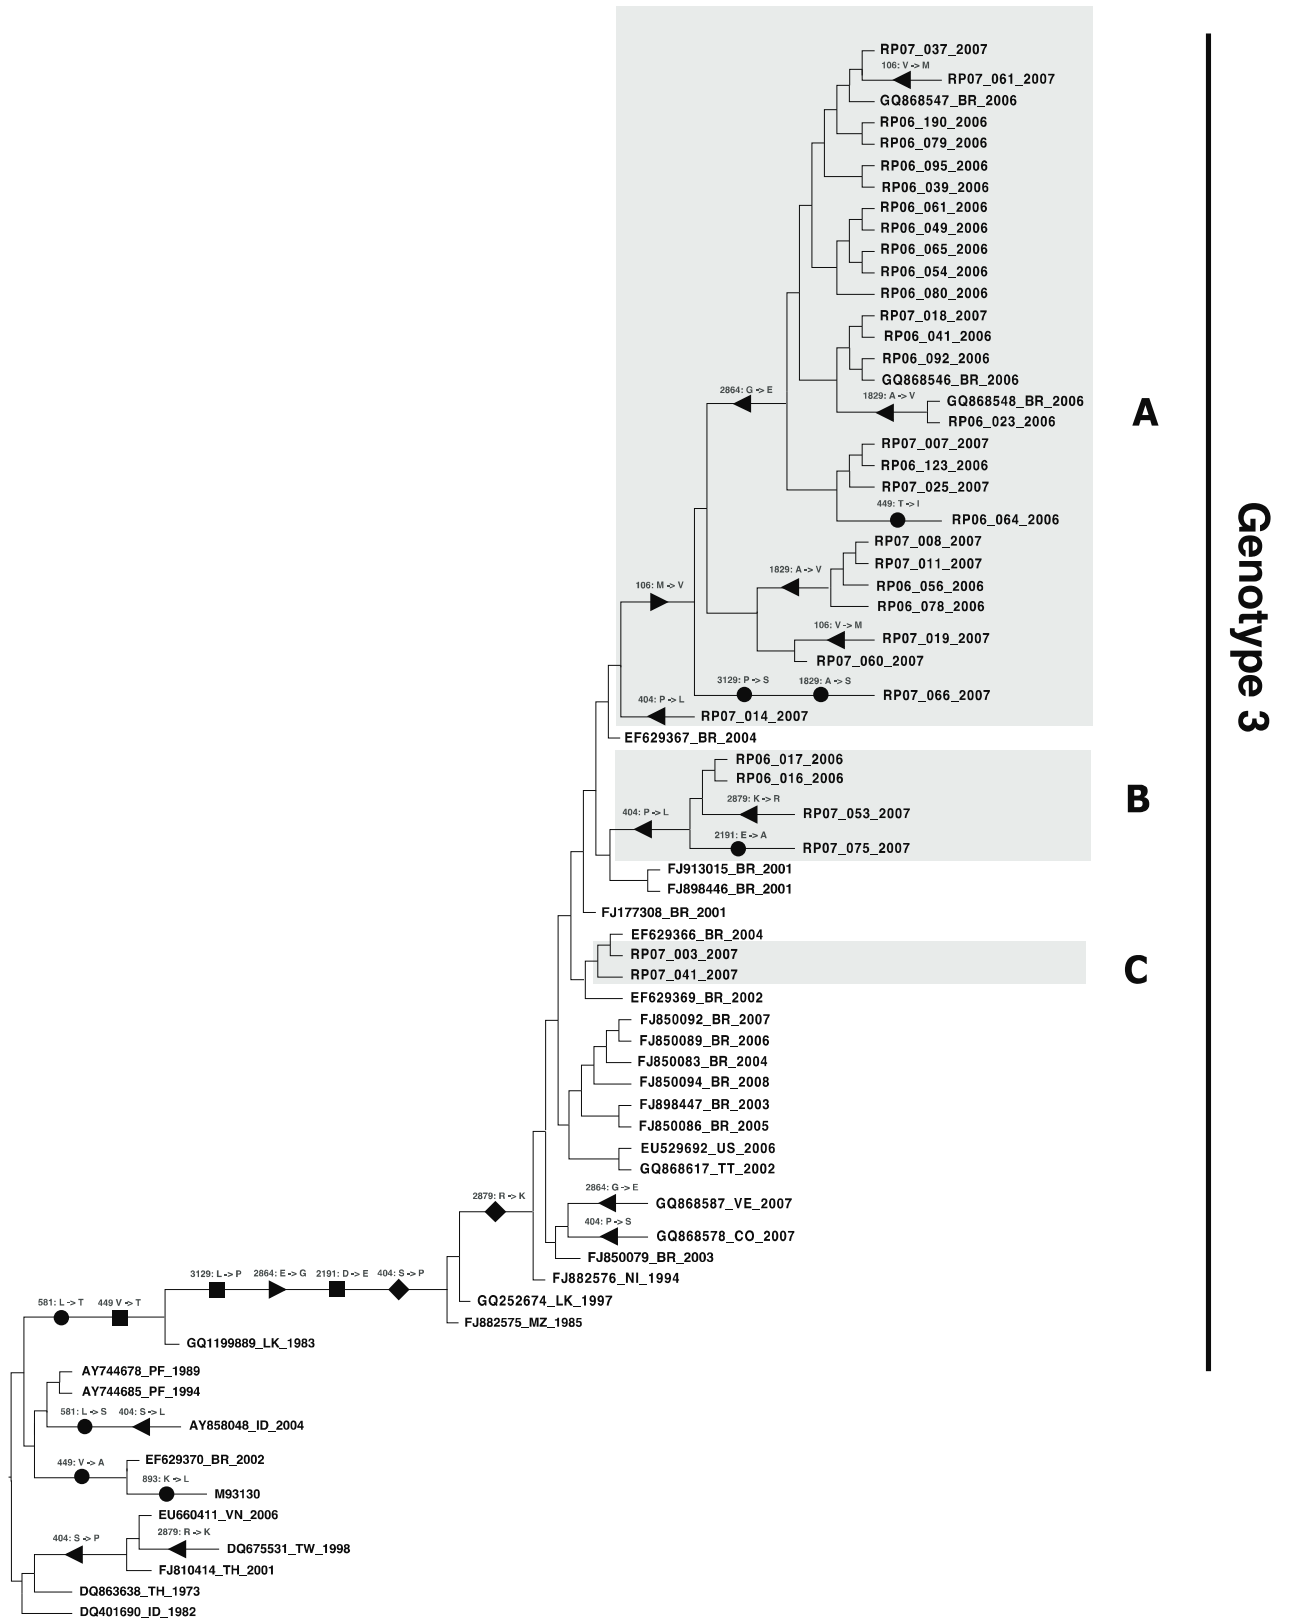 RP07_037_2007
106: V -> M
RP07_061_2007
GQ868547_BR_2006
RP06_190_2006
RP06_079_2006
RP06_095_2006
RP06_039_2006
RP06_061_2006
RP06_049_2006
RP06_065_2006
RP06_054_2006
RP06_080_2006
RP07_018_2007
RP06_041_2006
RP06_092_2006
GQ868546_BR_2006
2864: G -> E
1829: A -> V
GQ868548_BR_2006
A
RP06_023_2006
RP07_007_2007
RP06_123_2006
RP07_025_2007
449: T -> I
RP06_064_2006
Genotype 3
RP07_008_2007
RP07_011_2007
1829: A -> V
106: M -> V
RP06_056_2006
RP06_078_2006
106: V -> M
RP07_019_2007
RP07_060_2007
3129: P -> S
1829: A -> S
RP07_066_2007
404: P -> L
RP07_014_2007
EF629367_BR_2004
RP06_017_2006
RP06_016_2006
2879: K -> R
B
404: P -> L
RP07_053_2007
2191: E -> A
RP07_075_2007
FJ913015_BR_2001
FJ898446_BR_2001
FJ177308_BR_2001
EF629366_BR_2004
RP07_003_2007
C
RP07_041_2007
EF629369_BR_2002
FJ850092_BR_2007
FJ850089_BR_2006
FJ850083_BR_2004
FJ850094_BR_2008
FJ898447_BR_2003
FJ850086_BR_2005
EU529692_US_2006
GQ868617_TT_2002
2864: G -> E
2879: R -> K
GQ868587_VE_2007
404: P -> S
GQ868578_CO_2007
FJ850079_BR_2003
3129: L -> P
2864: E -> G
2191: D -> E
404: S -> P
FJ882576_NI_1994
581: L -> T
449 V -> T
GQ252674_LK_1997
FJ882575_MZ_1985
GQ1199889_LK_1983
AY744678_PF_1989
AY744685_PF_1994
581: L -> S
404: S -> L
AY858048_ID_2004
449: V -> A
EF629370_BR_2002
893: K -> L
M93130
EU660411_VN_2006
404: S -> P
2879: R -> K
DQ675531_TW_1998
FJ810414_TH_2001
DQ863638_TH_1973
DQ401690_ID_1982